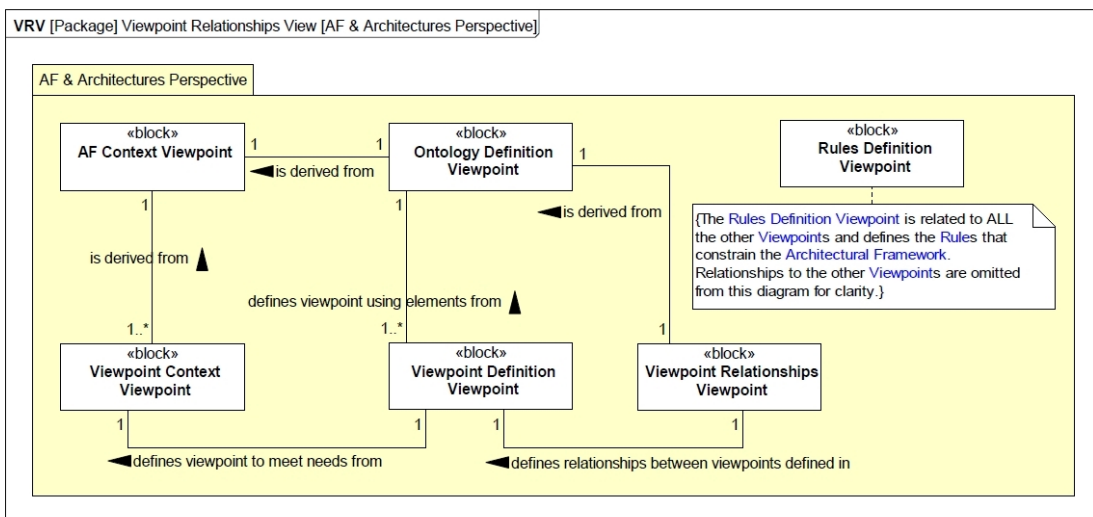 VRV [Package] Viewpoint Relationships View [AF & Architectures Perspective]
AF & Architectures Perspective
«block»
AF Context Viewpoint
1
1
is derived from
«block»
Ontology Definition
Viewpoint
1
is derived from
«block»
Rules Definition
Viewpoint
{The Rules Definition Viewpoint is related to ALL
the other Viewpoints and defines the Rules that
constrain the Architectural Framework.
Relationships to the other Viewpoints are omitted
from this diagram for clarity.}
1
is derived from
1..*
1
defines viewpoint using elements from
1..*
1
«block»
Viewpoint Context
Viewpoint
«block»
Viewpoint Definition
Viewpoint
«block»
Viewpoint Relationships
Viewpoint
1
1
defines viewpoint to meet needs from
1
1
defines relationships between viewpoints defined in